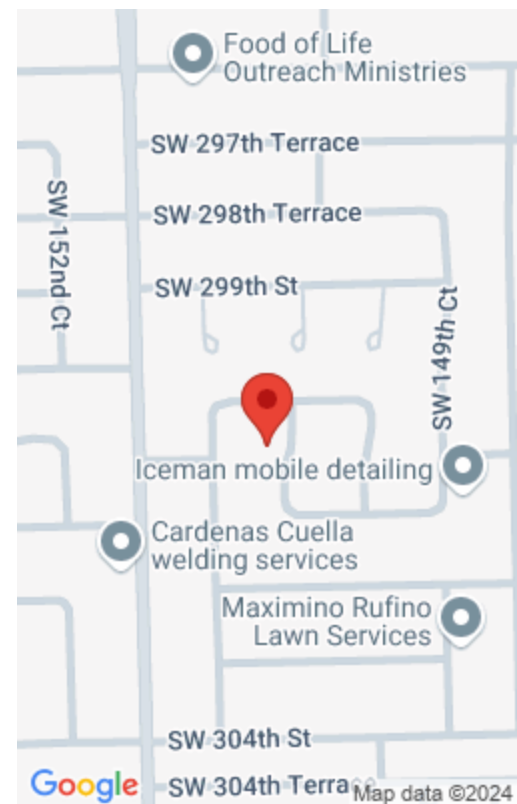 Food of Life
Outreach Ministries
SW 297th Terrace
SW 152nd Ct
SW 298th Terrace
SW 299th St
SW 149th Ct
Iceman mobile detailing
Cardenas Cuella
welding services
Maximino Rufino
Lawn Services
SW 304th St
Google
SW 304th Terrace
Map data ©2024